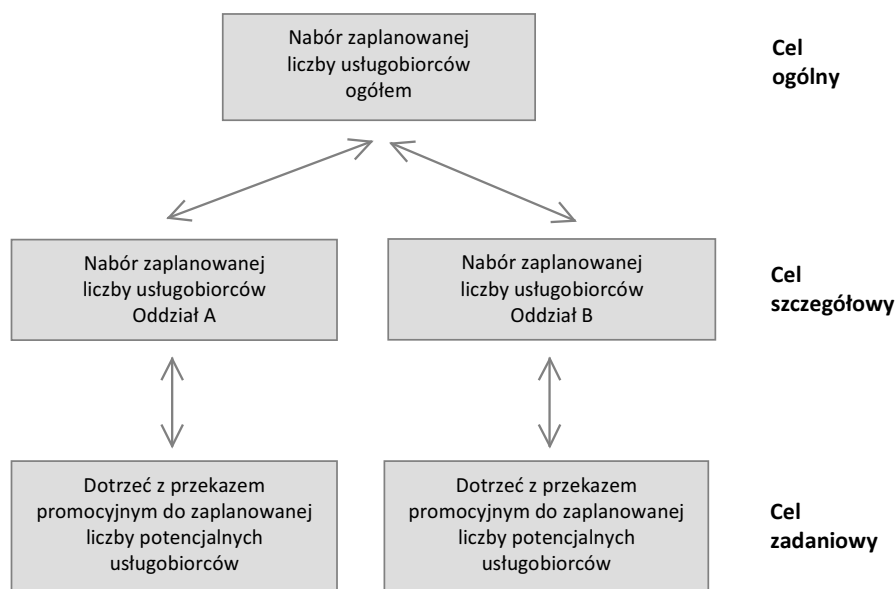 Nabór zaplanowanej
liczby usługobiorców
ogółem
Cel
ogólny
Nabór zaplanowanej
liczby usługobiorców
Oddział A
Nabór zaplanowanej
liczby usługobiorców
Oddział B
Cel
szczegółowy
Dotrzeć z przekazem
promocyjnym do zaplanowanej
liczby potencjalnych
usługobiorców
Dotrzeć z przekazem
promocyjnym do zaplanowanej
liczby potencjalnych
usługobiorców
Cel
zadaniowy